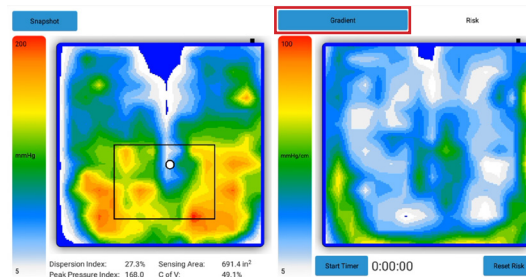 Snapshot
Gradient
Risk
200
100
mmHg
mmHg/cm
5
5
Dispersion Index: 27.3% Sensing Area: 691.4 in²
Peak Pressure Index: 168.0 C of V: 49.1%
Start Timer 0:00:00 Reset Risk